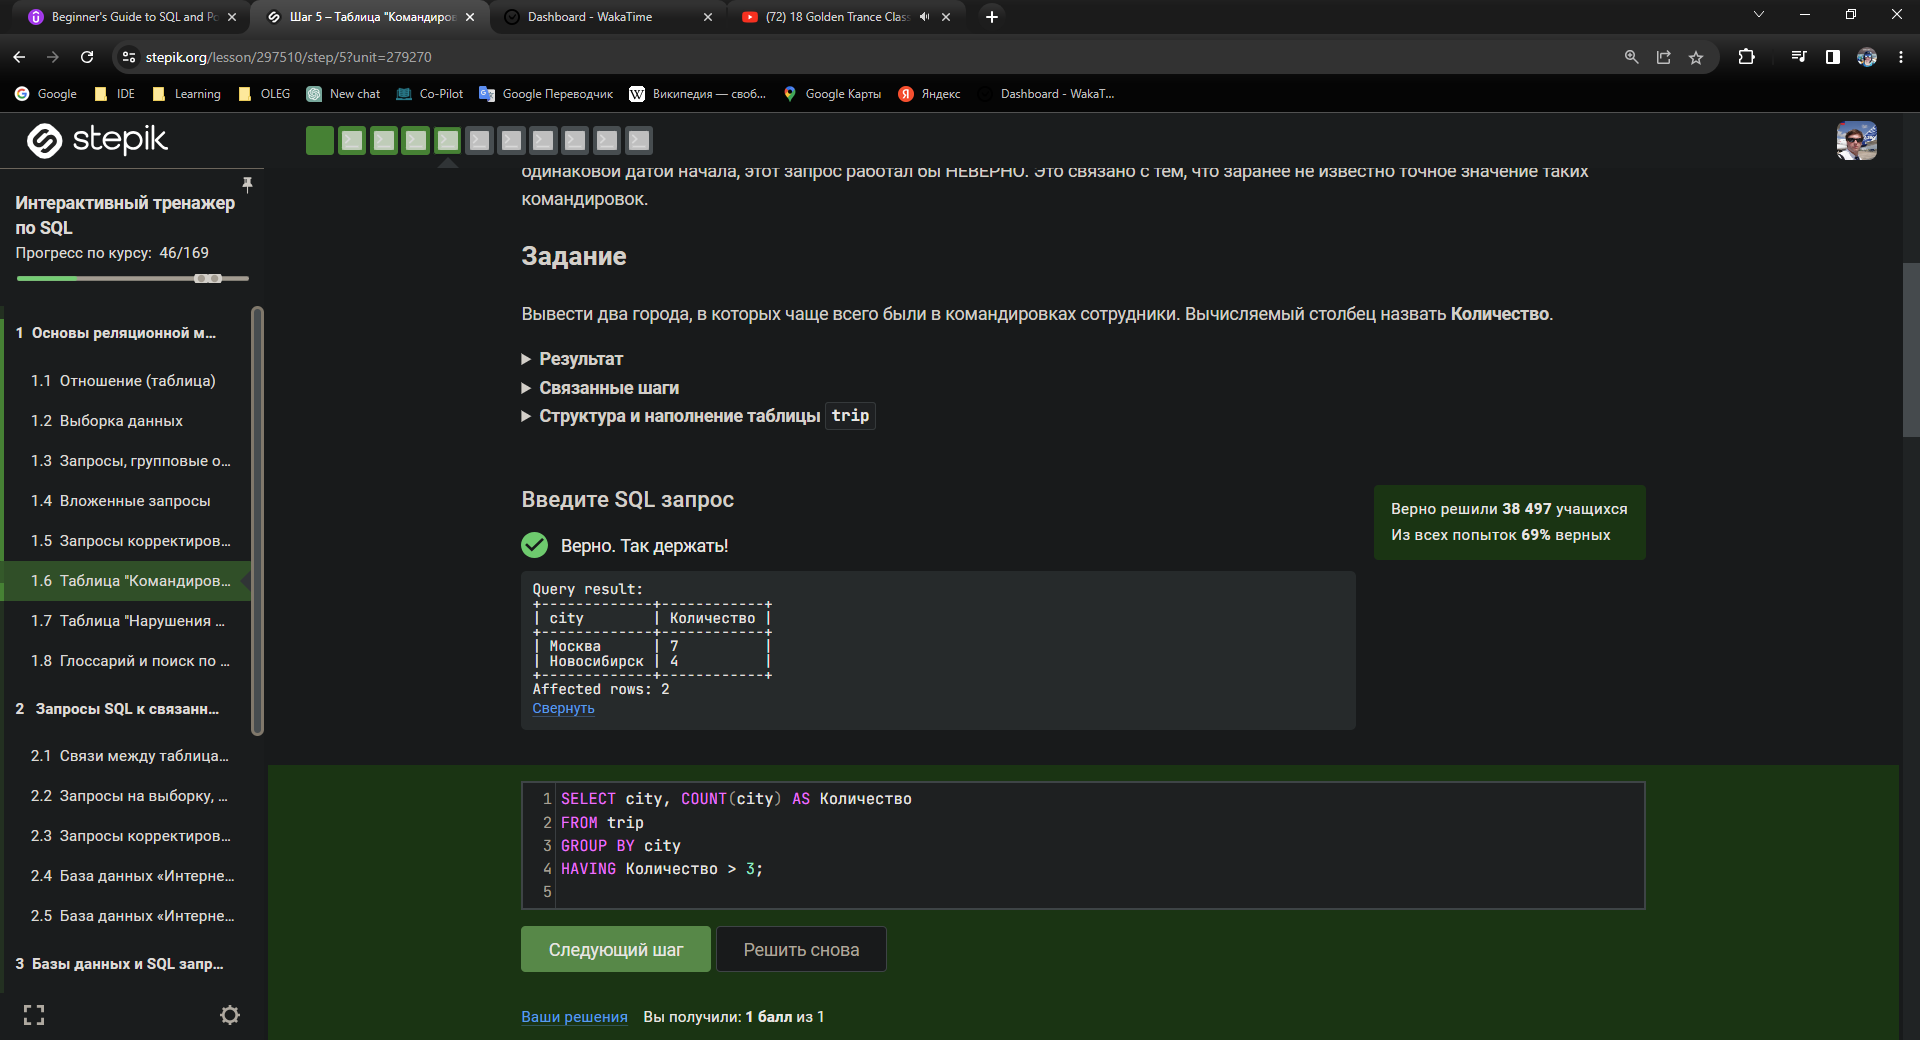 Beginner's Guide to SQL and Po
Шаг 5 – Таблица "Командиров
Dashboard - WakaTime
(72) 18 Golden Trance Clas
stepik.org/lesson/297510/step/5?unit=279270
Google
IDE
Learning
OLEG
New chat
Co-Pilot
Google Переводчик
Википедия — своб...
Google Карты
Яндекс
Dashboard - WakaT...
stepik
Интерактивный тренажер
по SQL
Прогресс по курсу: 46/169
1 Основы реляционной м...
1.1 Отношение (таблица)
1.2 Выборка данных
1.3 Запросы, групповые о...
1.4 Вложенные запросы
1.5 Запросы корректиров...
1.6 Таблица "Командиров...
1.7 Таблица "Нарушения ...
1.8 Глоссарий и поиск по ...
2 Запросы SQL к связанн...
2.1 Связи между таблица...
2.2 Запросы на выборку, ...
2.3 Запросы корректиров...
2.4 База данных «Интерне...
2.5 База данных «Интерне...
3 Базы данных и SQL запр...
одинаковой датой начала, этот запрос работал бы НЕВЕРНО. Это связано с тем, что заранее не известно точное значение таких
командировок.
Задание
Вывести два города, в которых чаще всего были в командировках сотрудники. Вычисляемый столбец назвать Количество.
Результат
Связанные шаги
Структура и наполнение таблицы trip
Введите SQL запрос
Верно решили 38 497 учащихся
Из всех попыток 69% верных
Верно. Так держать!
Query result:
+-------------+------------+
| city        | Количество |
+-------------+------------+
| Москва      | 7          |
| Новосибирск | 4          |
+-------------+------------+
Affected rows: 2
Свернуть
1 SELECT city, COUNT(city) AS Количество
2 FROM trip
3 GROUP BY city
4 HAVING Количество > 3;
5
Следующий шаг
Решить снова
Ваши решения Вы получили: 1 балл из 1